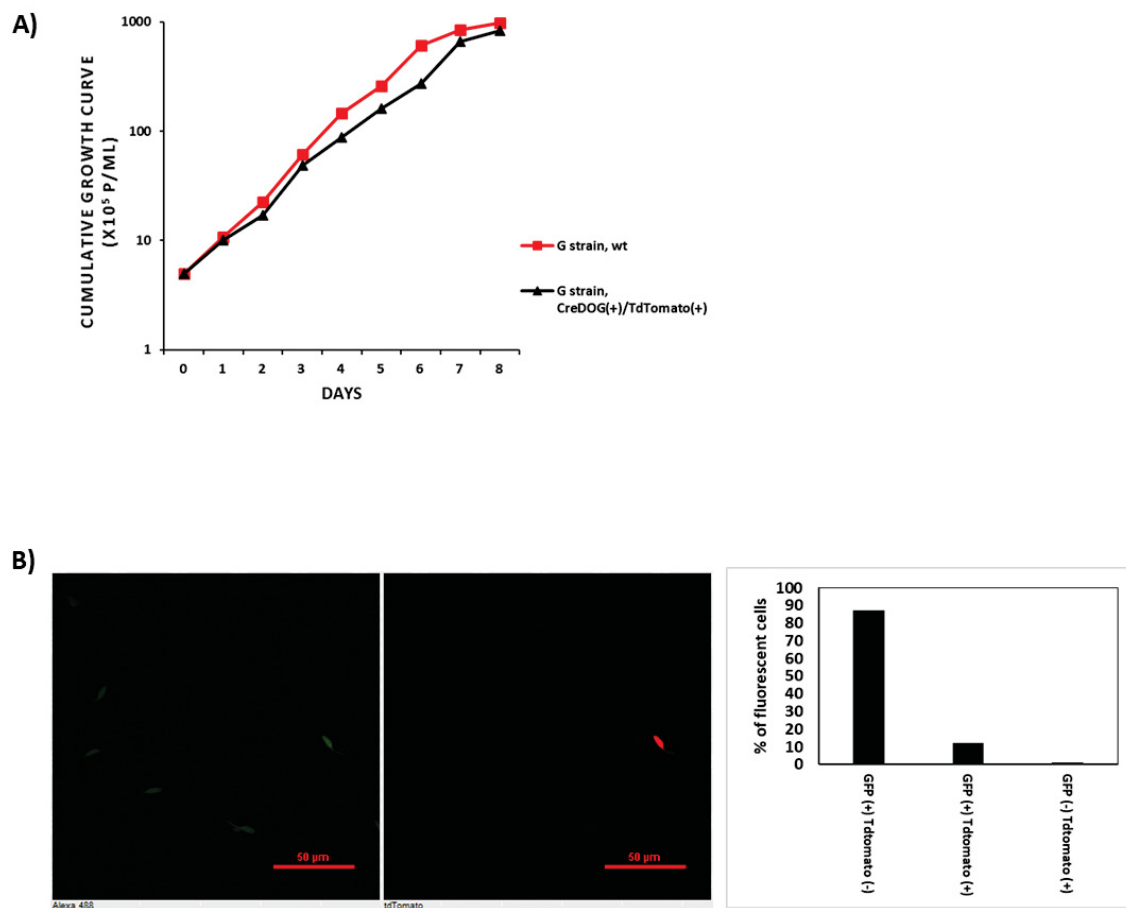 A)
CUMULATIVE GROWTH CURVE
(X10⁵ P/ML)
1000
100
10
1
0 1 2 3 4 5 6 7 8
DAYS
G strain, wt
G strain,
CreDOG(+)/TdTomato(+)
B)
50 µm
Alexa 488
50 µm
tdTomato
% of fluorescent cells
100
90
80
70
60
50
40
30
20
10
0
GFP (+) Tdtomato (-)
GFP (+) Tdtomato (+)
GFP (-) Tdtomato (+)